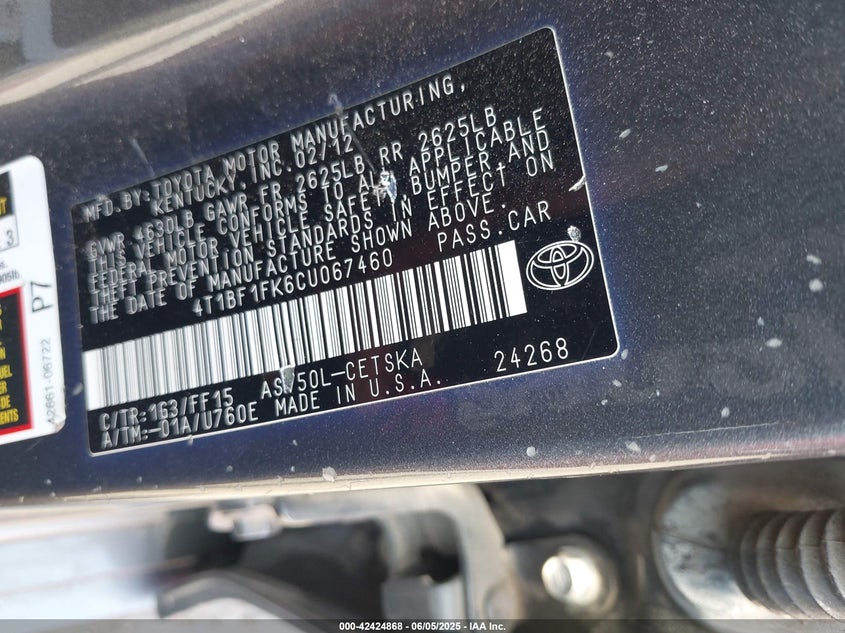 MFD.BY:TOYOTA MOTOR MANUFACTURING,
KENTUCKY,INC.02/12
GVWR 4630LB GAWR FR 2625LB RR 2625LB
THIS VEHICLE CONFORMS TO ALL APPLICABLE
FEDERAL MOTOR VEHICLE SAFETY BUMPER,AND
THEFT PREVENTION STANDARDS IN EFFECT ON
THE DATE OF MANUFACTURE SHOWN ABOVE.
4T1BF1FK6CU067460 PASS.CAR
C/TR:163/FF15 24268
A/TM:-01A/U760E MADE IN U.S.A.
P7
42661-06722
000-42424868 - 06/05/2025 - IAA Inc.